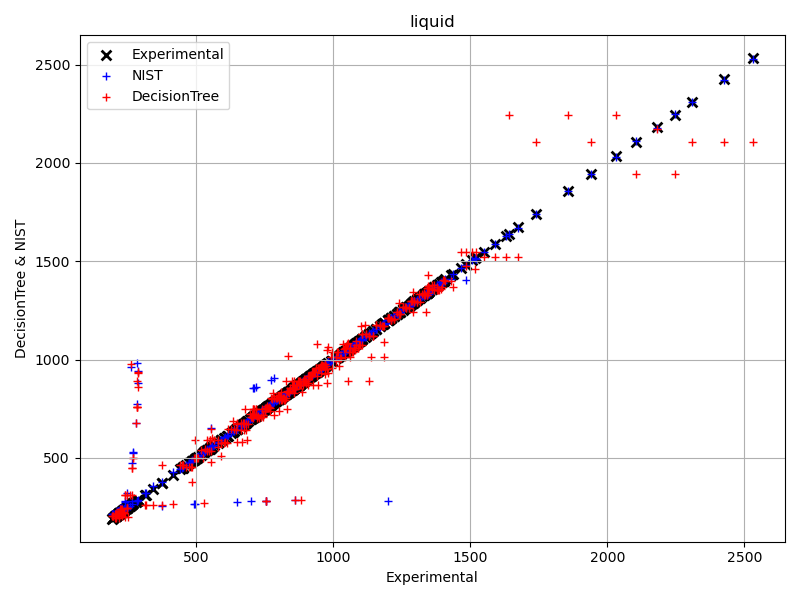 liquid
Experimental
NIST
DecisionTree
2500
2000
1500
1000
500
DecisionTree & NIST
500
1000
1500
2000
2500
Experimental